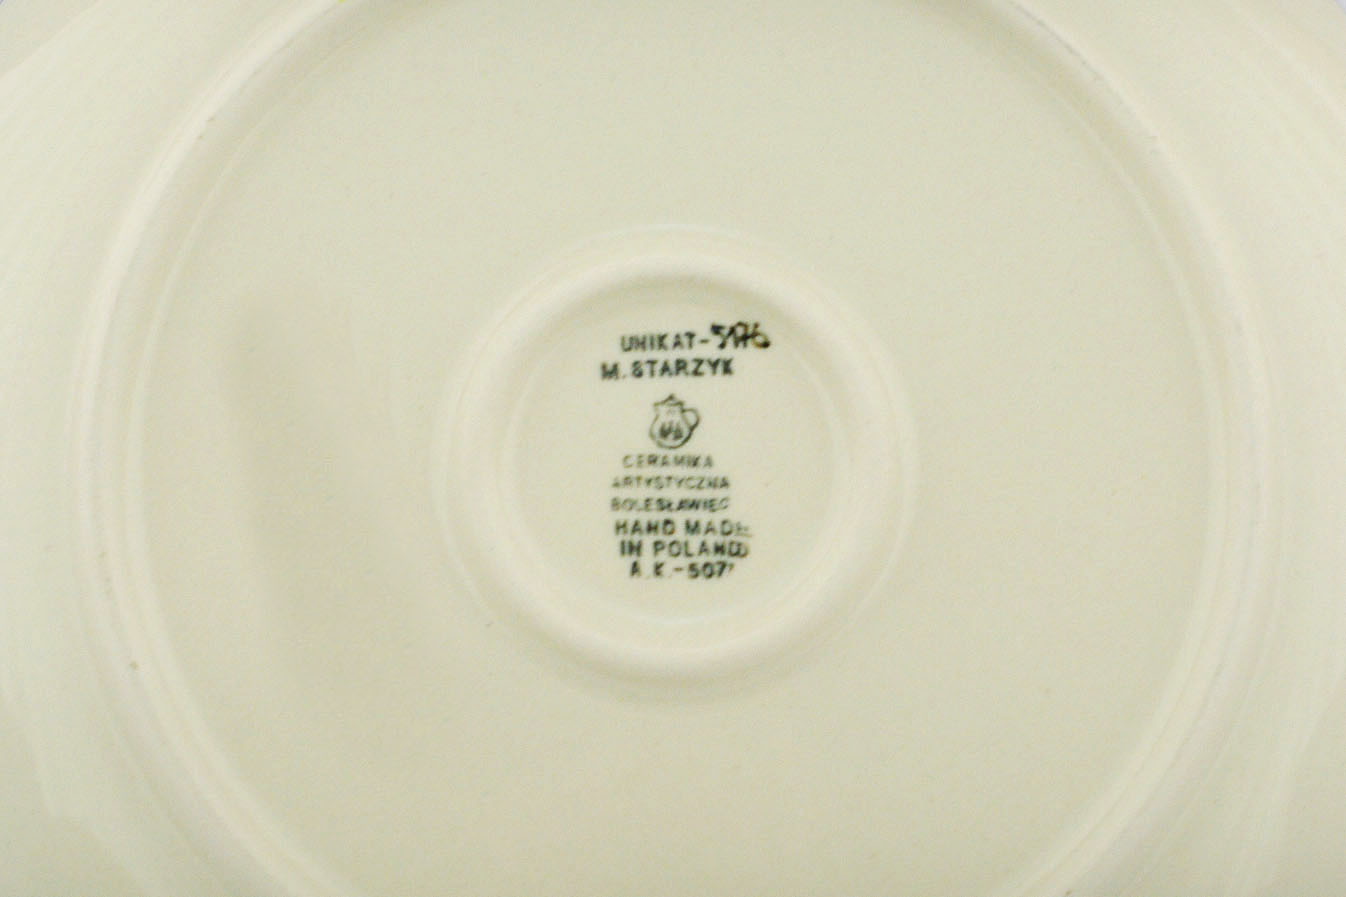 UNIKAT-
M. STARZYK
CERAMIKA
ARTYSTYCZNA
BOLESŁAWIEC
HAND MADE
IN POLAND
A.K.-507